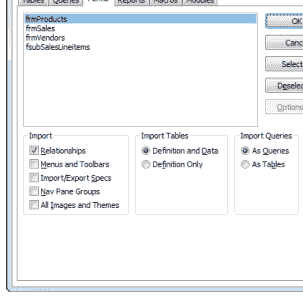 Tables Queries Forms Reports Macros Modules
frmProducts
frmSales
frmVendors
fsubSalesLineitems
OK
Canc
Select
Deselec
Options
Import
Relationships
Menus and Toolbars
Import/Export Specs
Nav Pane Groups
All Images and Themes
Import Tables
Definition and Data
Definition Only
Import Queries
As Queries
As Tables